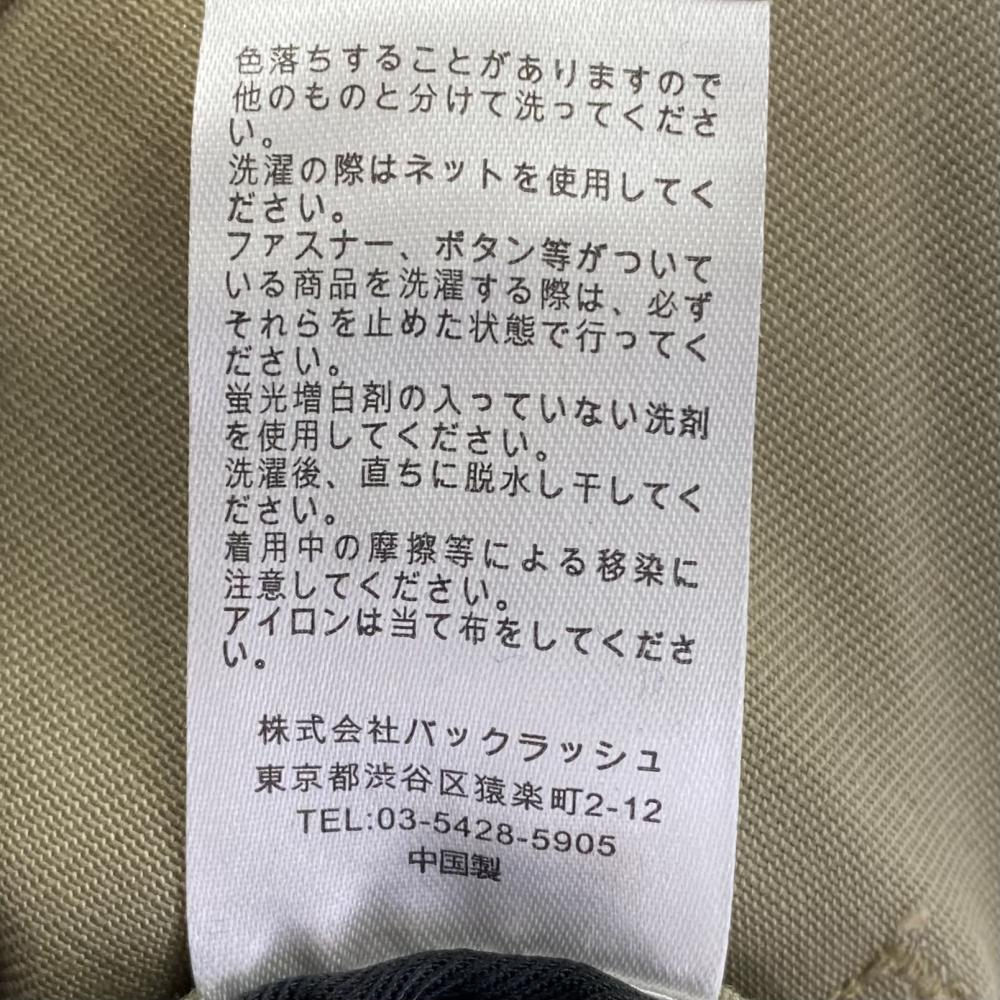 色落ちすることがありますので
他のものと分けて洗ってくださ
い。
洗濯の際はネットを使用してく
ださい。
ファスナー、ボタン等がついて
いる商品を洗濯する際は、必ず
それらを止めた状態で行ってく
ださい。
蛍光増白剤の入っていない洗剤
を使用してください。
洗濯後、直ちに脱水し干してく
ださい。
着用中の摩擦等による移染に
注意してください。
アイロンは当て布をしてくださ
い。
株式会社バックラッシュ
東京都渋谷区猿楽町2-12
TEL:03-5428-5905
中国製